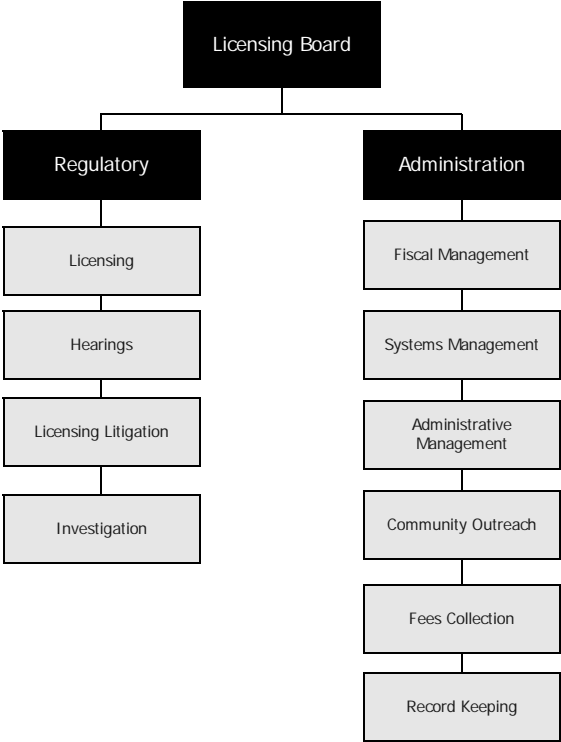 Licensing Board
Regulatory
Licensing
Hearings
Licensing Litigation
Investigation
Administration
Fiscal Management
Systems Management
Administrative
Management
Community Outreach
Fees Collection
Record Keeping